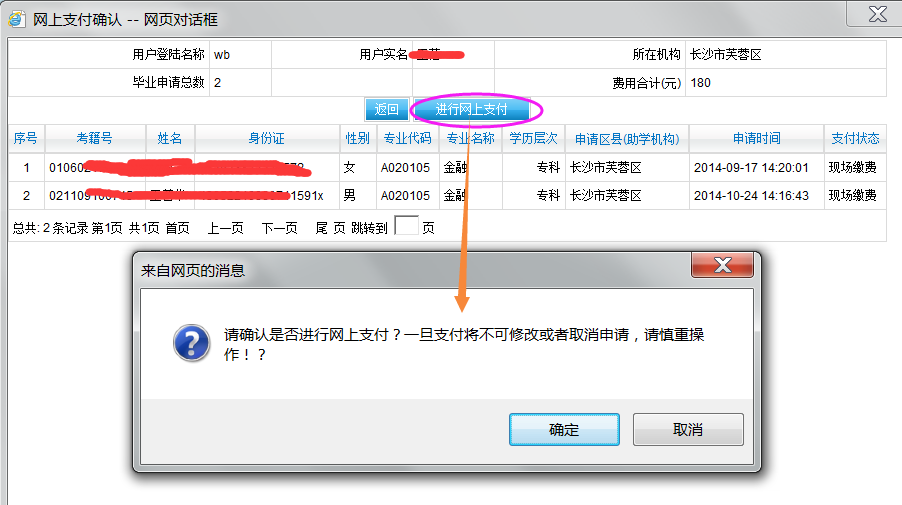 网上支付确认 -- 网页对话框
用户登陆名称 wb 用户实名 所在机构 长沙市芙蓉区
毕业申请总数 2 费用合计(元) 180
返回 进行网上支付
序号 考籍号 姓名 身份证 性别 专业代码 专业名称 学历层次 申请区县(助学机构) 申请时间 支付状态
1 女 A020105 金融 专科 长沙市芙蓉区 2014-09-17 14:20:01 现场缴费
2 1591x 男 A020105 金融 专科 长沙市芙蓉区 2014-10-24 14:16:43 现场缴费
总共: 2 条记录 第1页 共1页 首页 上一页 下一页 尾 页 跳转到 页
来自网页的消息
请确认是否进行网上支付？一旦支付将不可修改或者取消申请，请慎重操
作！？
确定 取消